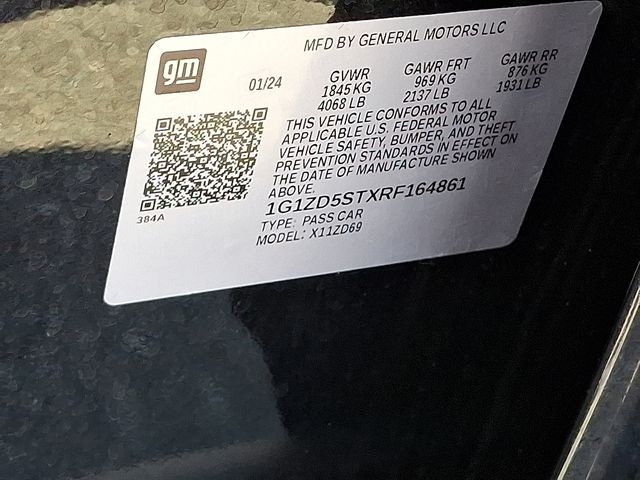 gm
MFD BY GENERAL MOTORS LLC
01/24 GVWR GAWR FRT GAWR RR
1845 KG 969 KG 876 KG
4068 LB 2137 LB 1931 LB
THIS VEHICLE CONFORMS TO ALL
APPLICABLE U.S. FEDERAL MOTOR
VEHICLE SAFETY, BUMPER, AND THEFT
PREVENTION STANDARDS IN EFFECT ON
THE DATE OF MANUFACTURE SHOWN
ABOVE.
384A
1G1ZD5STXRF164861
TYPE: PASS CAR
MODEL: X11ZD69